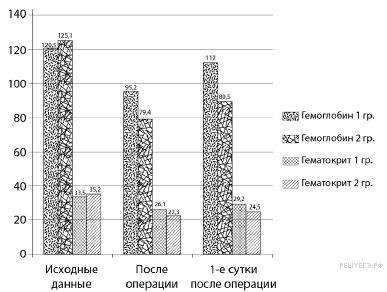 140
120
100
80
60
40
20
0
120,5
125,1
33,5
35,2
95,2
79,4
26,1
22,3
112
89,5
29,2
24,5
Исходные
данные
После
операции
1-е сутки
после операции
Гемоглобин 1 гр.
Гемоглобин 2 гр.
Гематокрит 1 гр.
Гематокрит 2 гр.
РЕШУЕГЭ.РФ